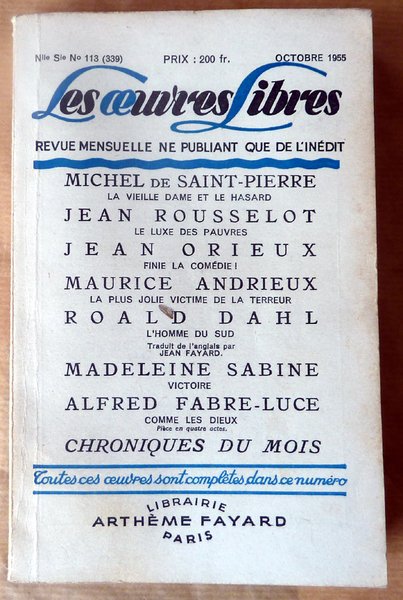 Nlle Sie No 113 (339) PRIX : 200 fr. OCTOBRE 1955
Les œuvres Libres
REVUE MENSUELLE NE PUBLIANT QUE DE L'INÉDIT
MICHEL DE SAINT-PIERRE
LA VIEILLE DAME ET LE HASARD
JEAN ROUSSELOT
LE LUXE DES PAUVRES
JEAN ORIEUX
FINIE LA COMÉDIE !
MAURICE ANDRIEUX
LA PLUS JOLIE VICTIME DE LA TERREUR
ROALD DAHL
L'HOMME DU SUD
Traduit de l'anglais par
JEAN FAYARD.
MADELEINE SABINE
VICTOIRE
ALFRED FABRE-LUCE
COMME LES DIEUX
Pièce en quatre actes.
CHRONIQUES DU MOIS
Toutes ces œuvres sont complètes dans ce numéro
LIBRAIRIE
ARTHÈME FAYARD
PARIS